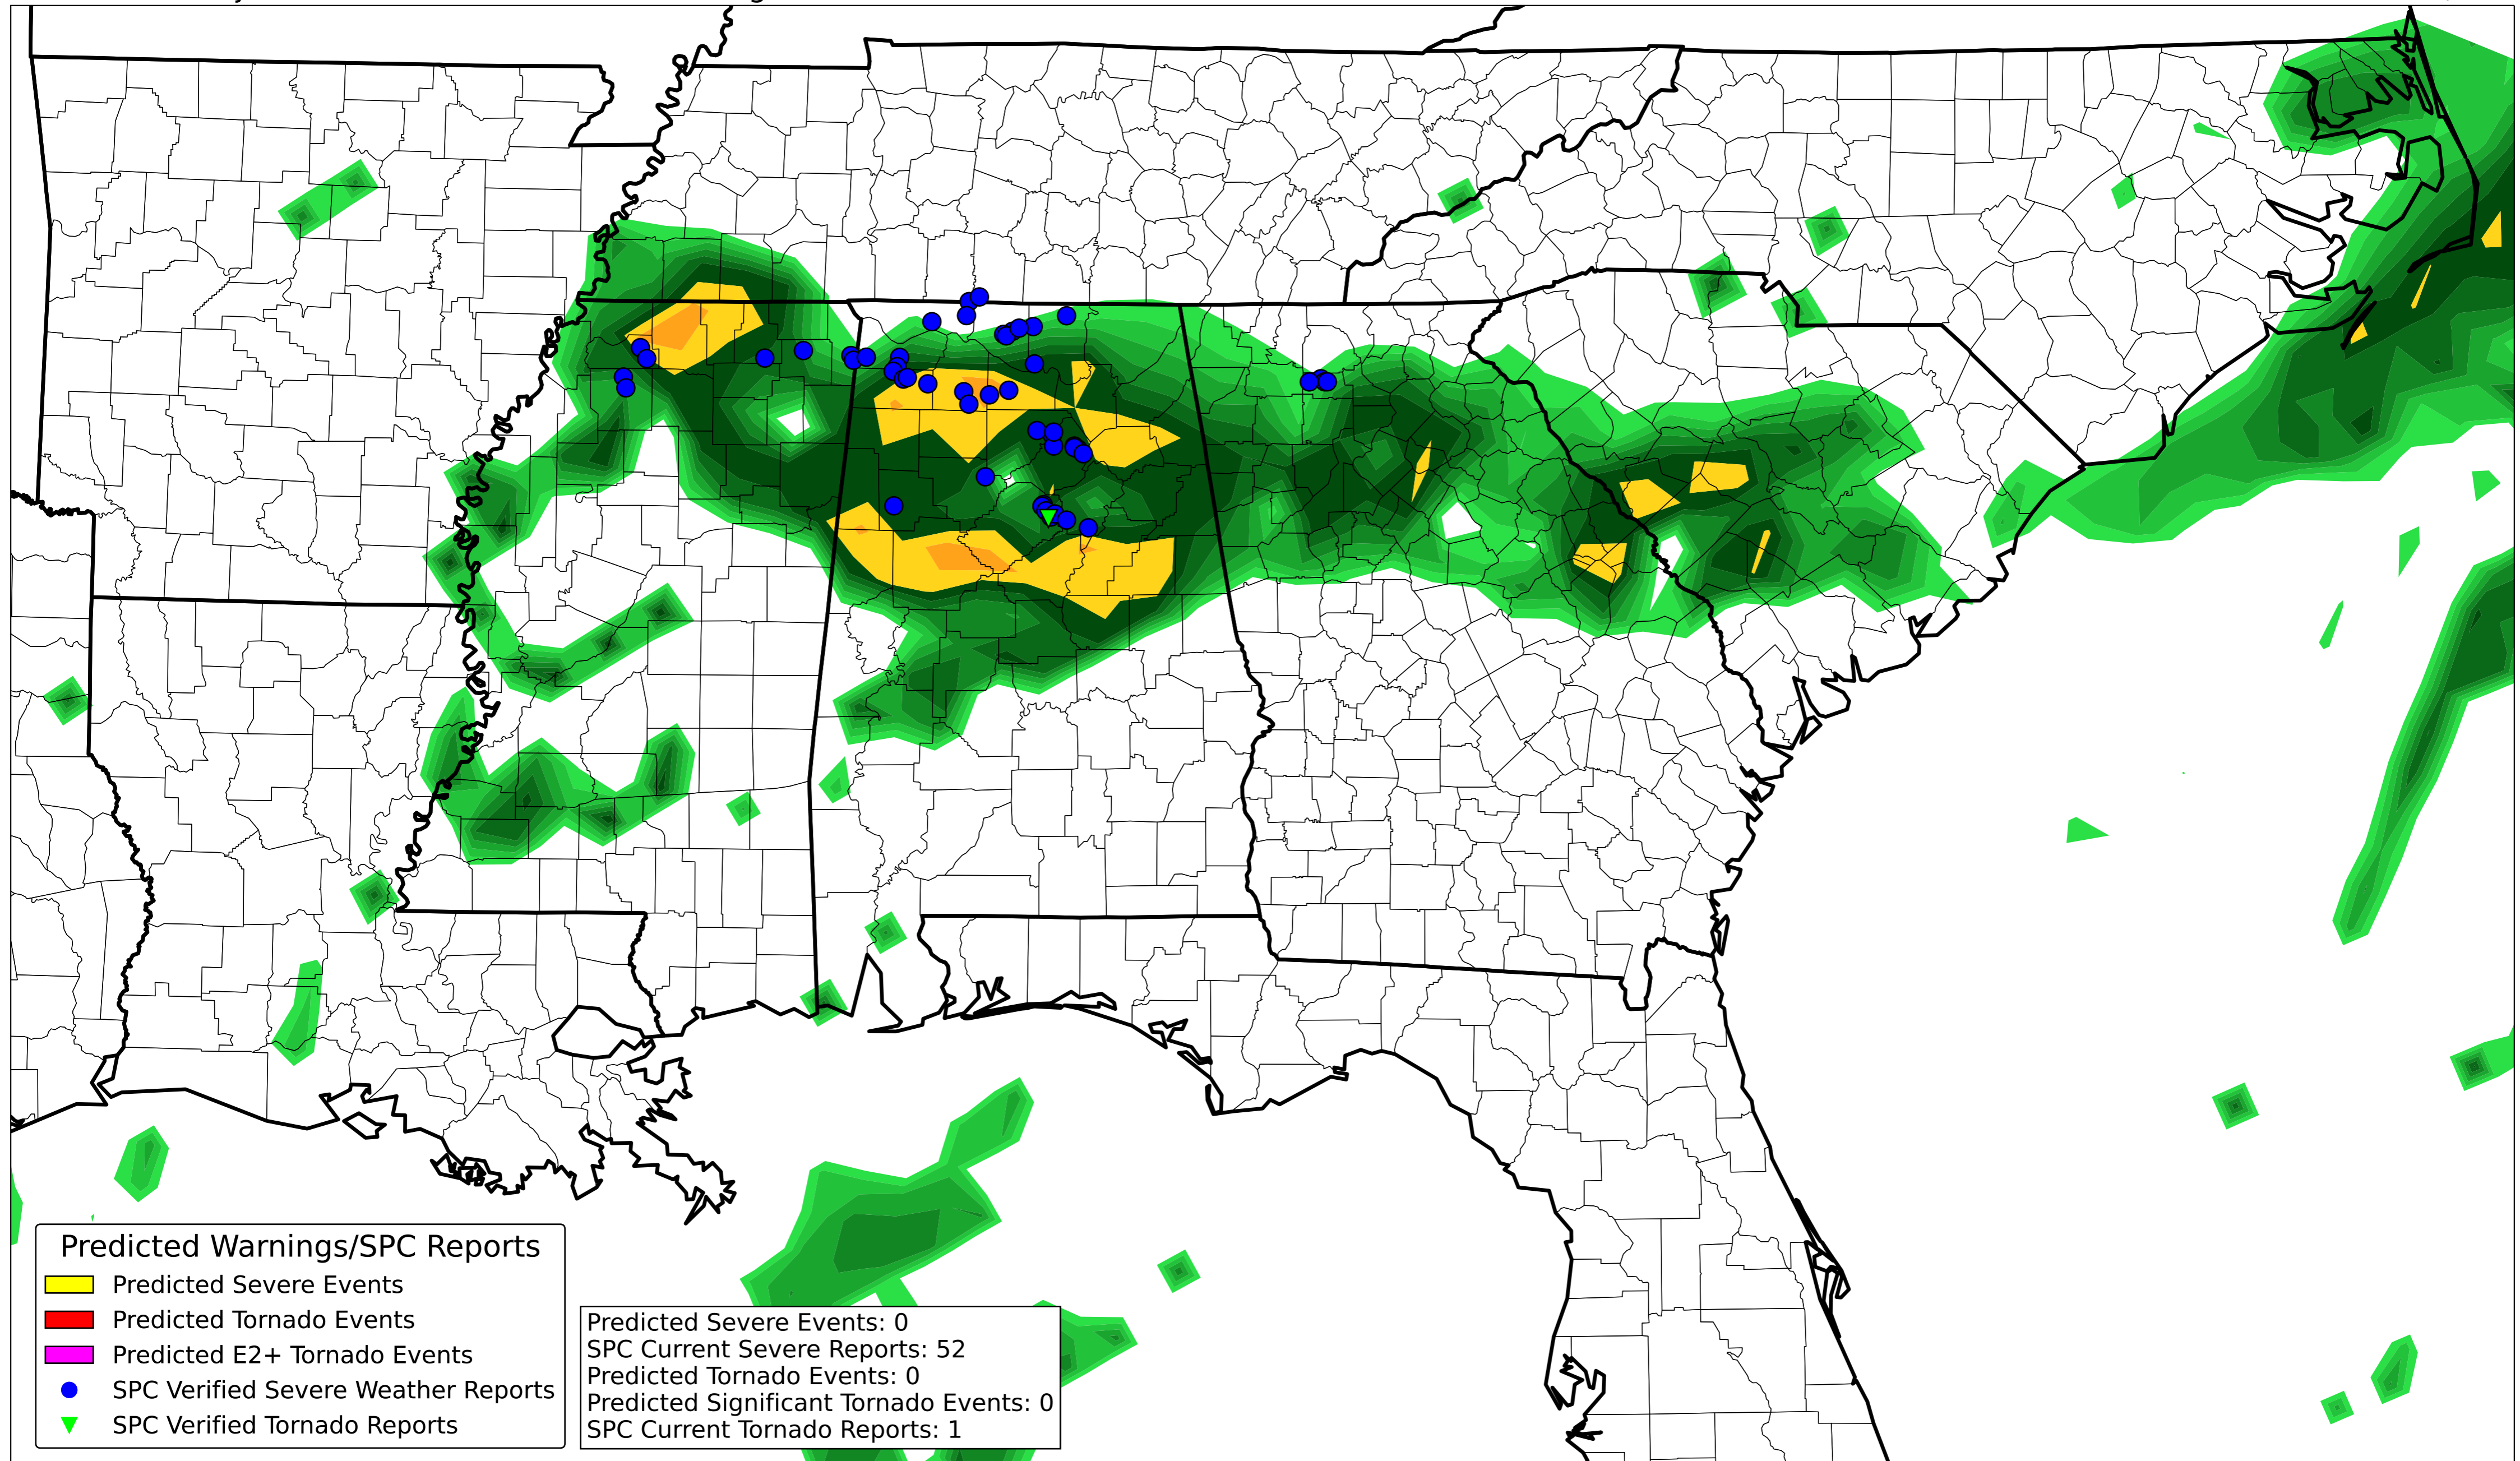 Predicted Warnings/SPC Reports
Predicted Severe Events
Predicted Tornado Events
Predicted E2+ Tornado Events
SPC Verified Severe Weather Reports
SPC Verified Tornado Reports
Predicted Severe Events: 0
SPC Current Severe Reports: 52
Predicted Tornado Events: 0
Predicted Significant Tornado Events: 0
SPC Current Tornado Reports: 1